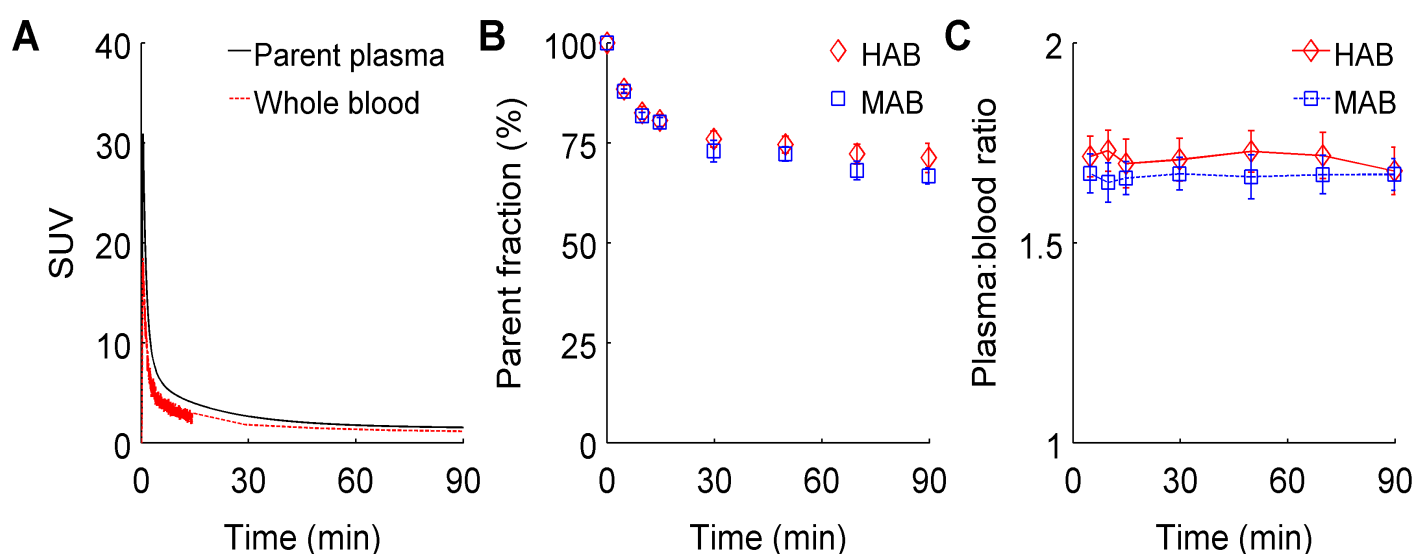 A
SUV
40
30
20
10
0
Parent plasma
Whole blood
0 30 60 90
Time (min)
B
Parent fraction (%)
100
75
50
25
0
HAB
MAB
0 30 60 90
Time (min)
C
Plasma:blood ratio
2
1.5
1
HAB
MAB
0 30 60 90
Time (min)